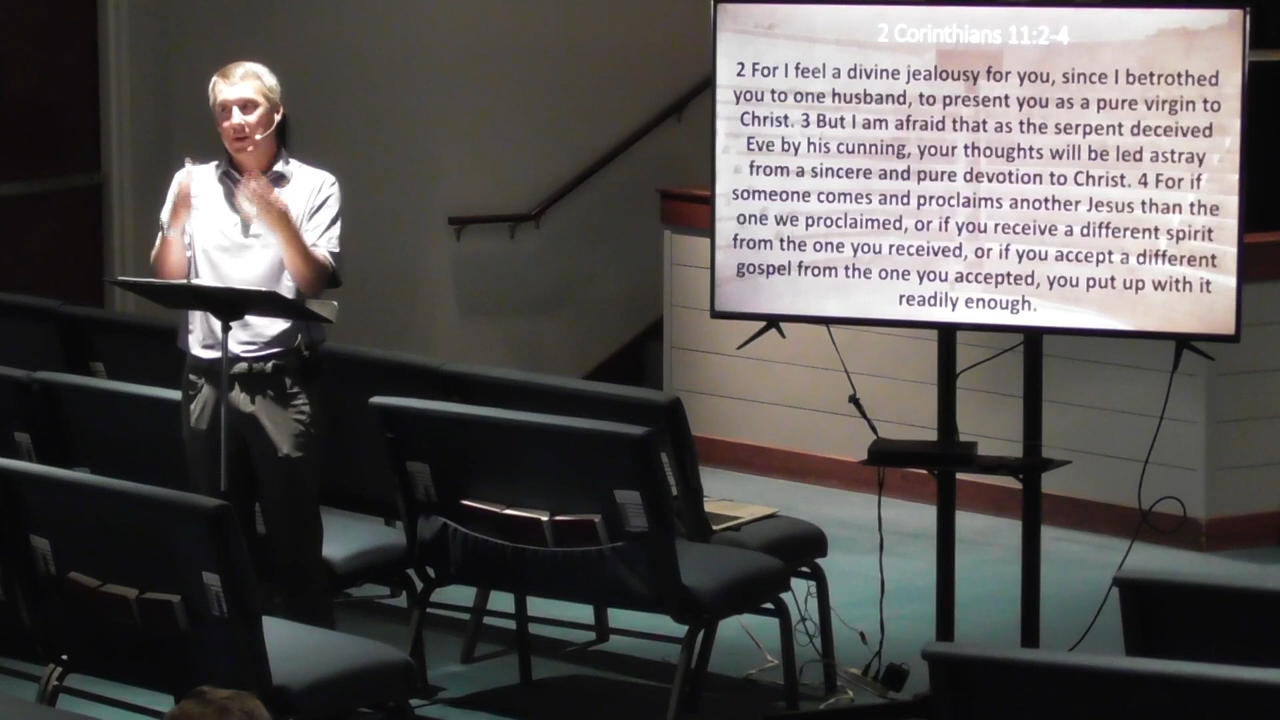 2 Corinthians 11:2-4
2 For I feel a divine jealousy for you, since I betrothed
you to one husband, to present you as a pure virgin to
Christ. 3 But I am afraid that as the serpent deceived
Eve by his cunning, your thoughts will be led astray
from a sincere and pure devotion to Christ. 4 For if
someone comes and proclaims another Jesus than the
one we proclaimed, or if you receive a different spirit
from the one you received, or if you accept a different
gospel from the one you accepted, you put up with it
readily enough.